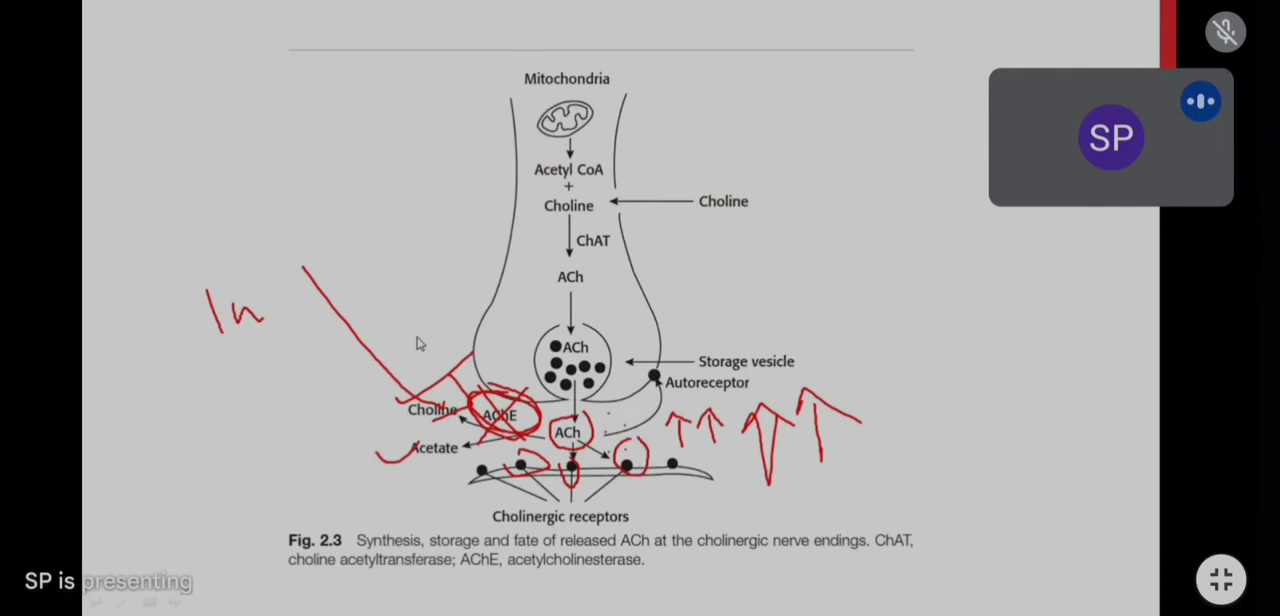 Mitochondria
Acetyl CoA
+
Choline
Choline
ChAT
ACh
ACh
Storage vesicle
Autoreceptor
Choline
AChE
ACh
Acetate
Cholinergic receptors
Fig. 2.3 Synthesis, storage and fate of released ACh at the cholinergic nerve endings. ChAT,
choline acetyltransferase; AChE, acetylcholinesterase.
In
SP
SP is presenting